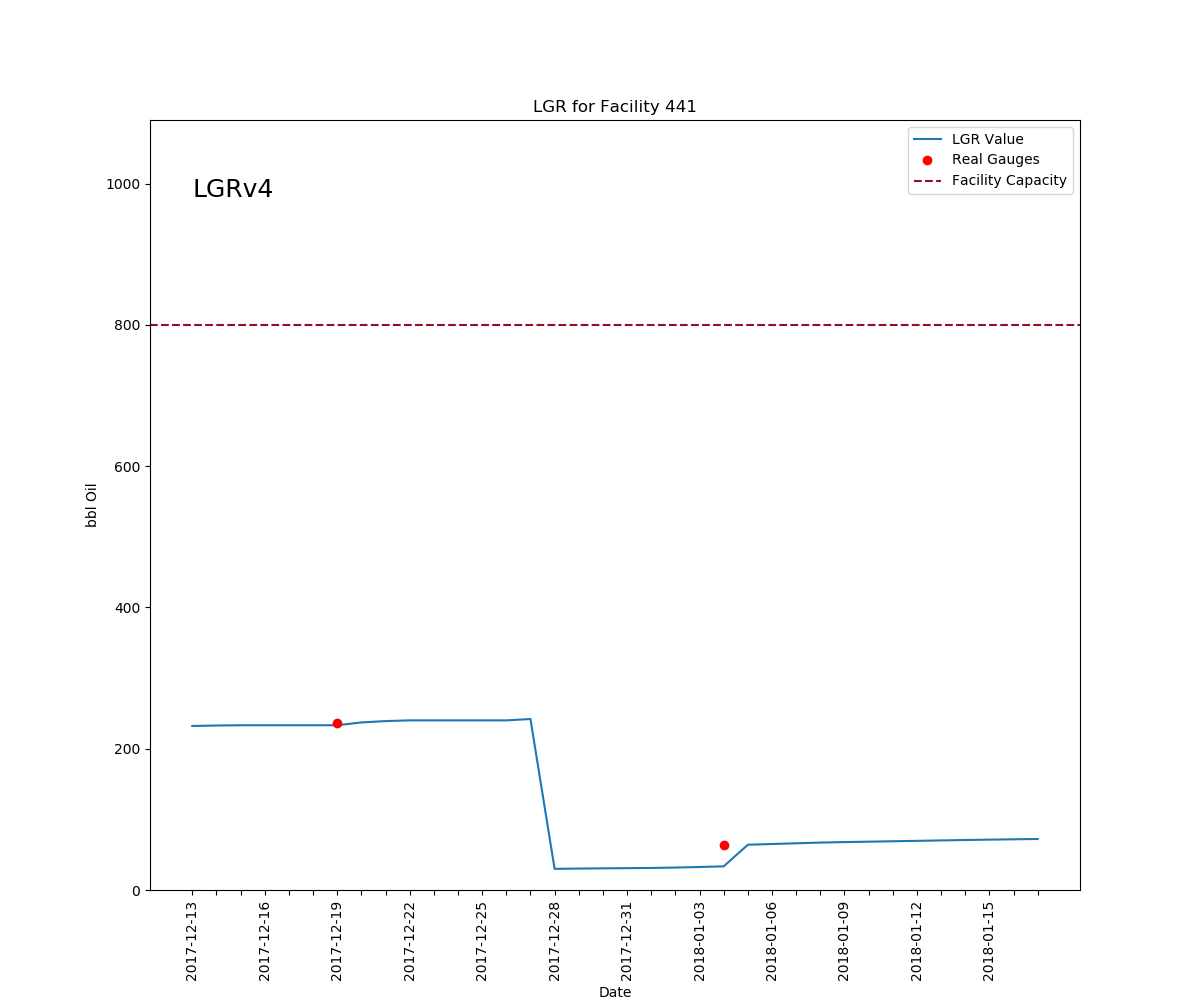 LGR for Facility 441
LGR Value
Real Gauges
Facility Capacity
LGRv4
1000
800
600
400
200
0
bbl Oil
2017-12-13
2017-12-16
2017-12-19
2017-12-22
2017-12-25
2017-12-28
2017-12-31
2018-01-03
2018-01-06
2018-01-09
2018-01-12
2018-01-15
Date